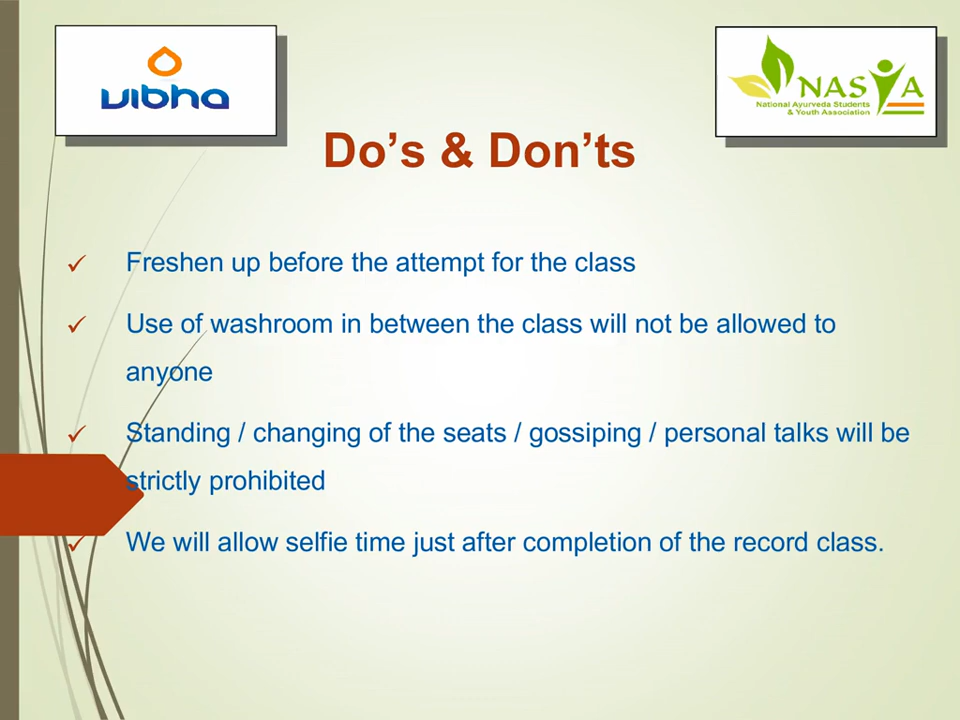 vibha
NASYA
National Ayurveda Students
& Youth Association
Do's & Don'ts
✓ Freshen up before the attempt for the class
✓ Use of washroom in between the class will not be allowed to
anyone
✓ Standing / changing of the seats / gossiping / personal talks will be
strictly prohibited
✓ We will allow selfie time just after completion of the record class.